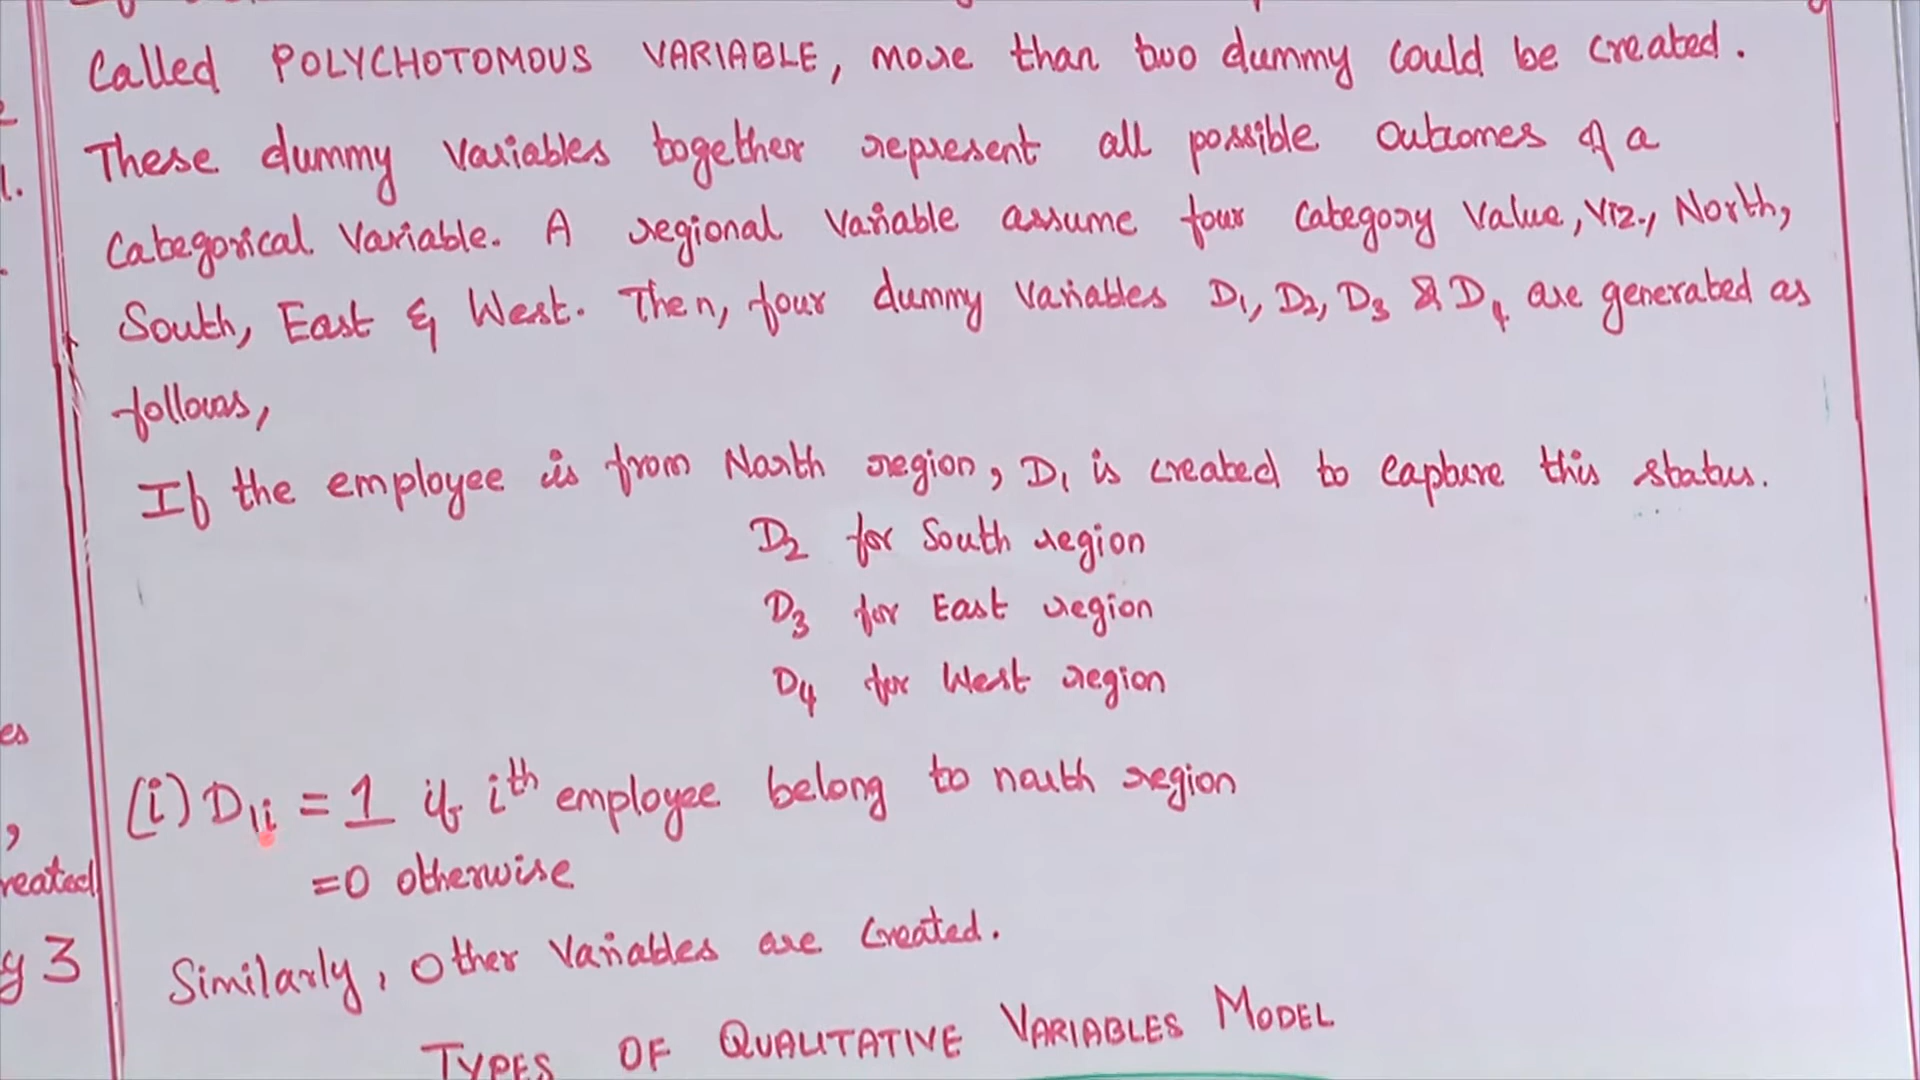 Called POLYCHOTOMOUS VARIABLE, more than two dummy could be created.
These dummy variables together represent all possible outcomes of a
Categorical Variable. A regional Variable assume four Category Value, Viz., North,
South, East & West. Then, four dummy Variables D1, D2, D3 & D4 are generated as
follows,
If the employee is from North region, D1 is created to Capture this status.
D2 for South region
D3 for East region
D4 for West region
es
(i) D1i = 1 if ith employee belong to north region
,
=0 otherwise
reated
Similarly, other Variables are Created.
y 3
TYPES OF QUALITATIVE VARIABLES MODEL